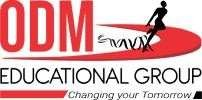 ODM
EDUCATIONAL GROUP
Changing your Tomorrow